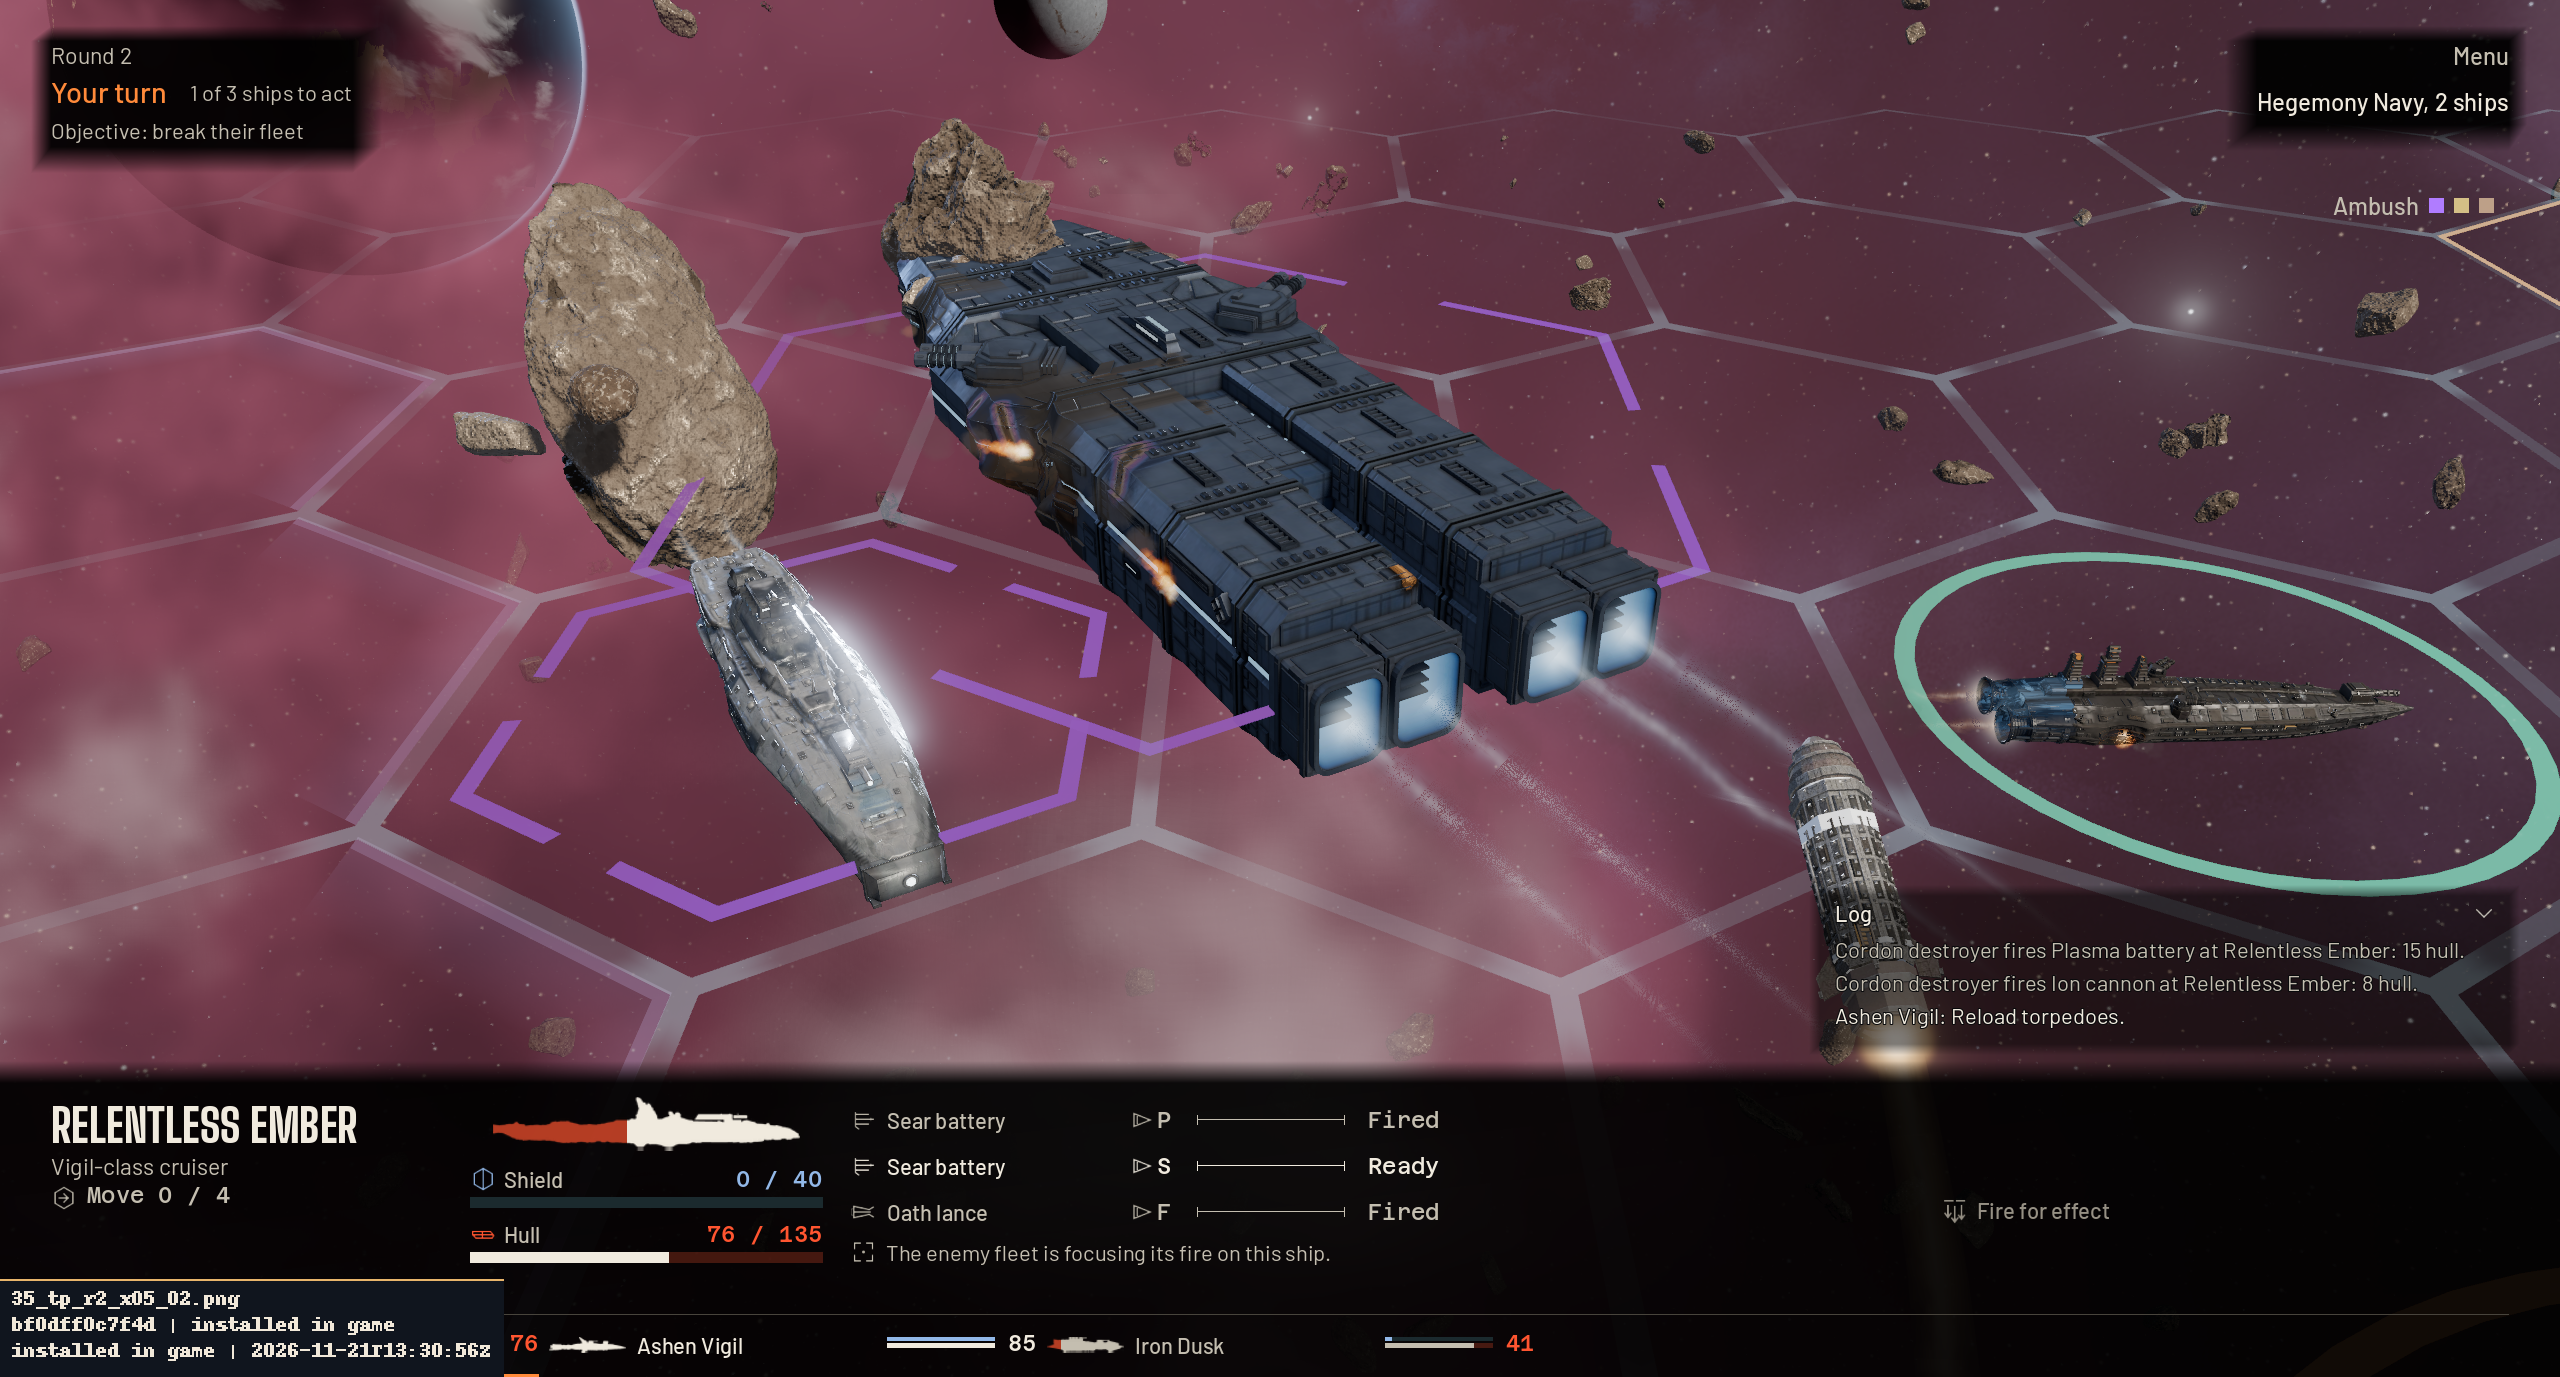 Round 2
Your turn 1 of 3 ships to act
Objective: break their fleet
Menu
Hegemony Navy, 2 ships
Ambush
Log
Cordon destroyer fires Plasma battery at Relentless Ember: 15 hull.
Cordon destroyer fires Ion cannon at Relentless Ember: 8 hull.
Ashen Vigil: Reload torpedoes.
RELENTLESS EMBER
Vigil-class cruiser
Move 0 / 4
Shield 0 / 40
Hull 76 / 135
Sear battery P Fired
Sear battery S Ready
Oath lance F Fired
The enemy fleet is focusing its fire on this ship.
Fire for effect
35_tp_r2_x05_02.png
bf0dff0c7f4d | installed in game
installed in game | 2026-11-21r13:30:56z
76 Ashen Vigil 85 Iron Dusk 41